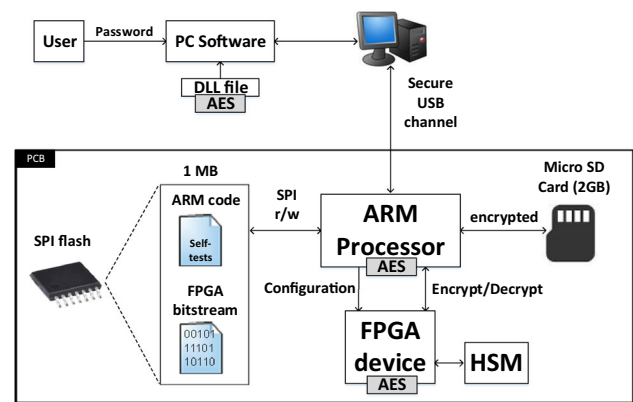 User
Password
PC Software
DLL file
AES
Secure
USB
channel
PCB
1 MB
SPI flash
ARM code
Self-
tests
FPGA
bitstream
00101
11101
10110
SPI
r/w
ARM
Processor
AES
encrypted
Micro SD
Card (2GB)
Configuration
Encrypt/Decrypt
FPGA
device
AES
HSM